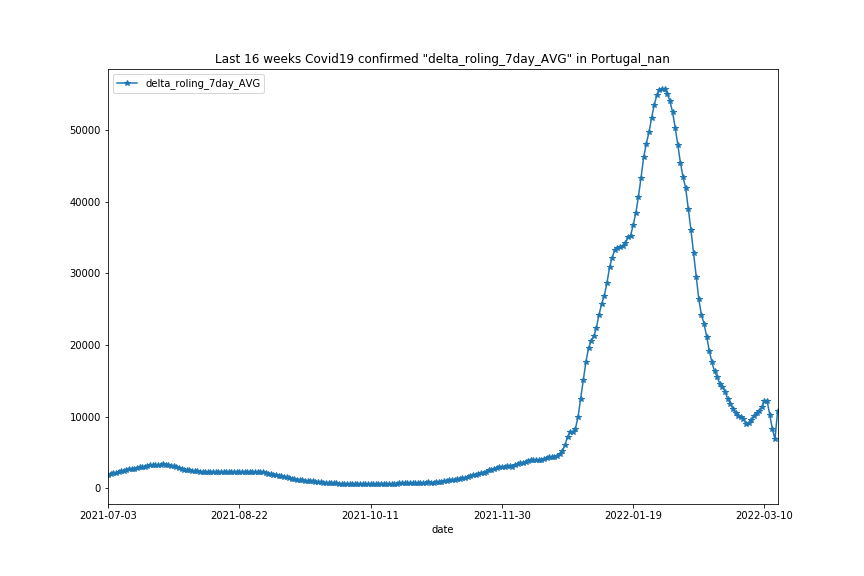 Last 16 weeks Covid19 confirmed "delta_roling_7day_AVG" in Portugal_nan
delta_roling_7day_AVG
50000
40000
30000
20000
10000
0
2021-07-03 2021-08-22 2021-10-11 2021-11-30 2022-01-19 2022-03-10
date